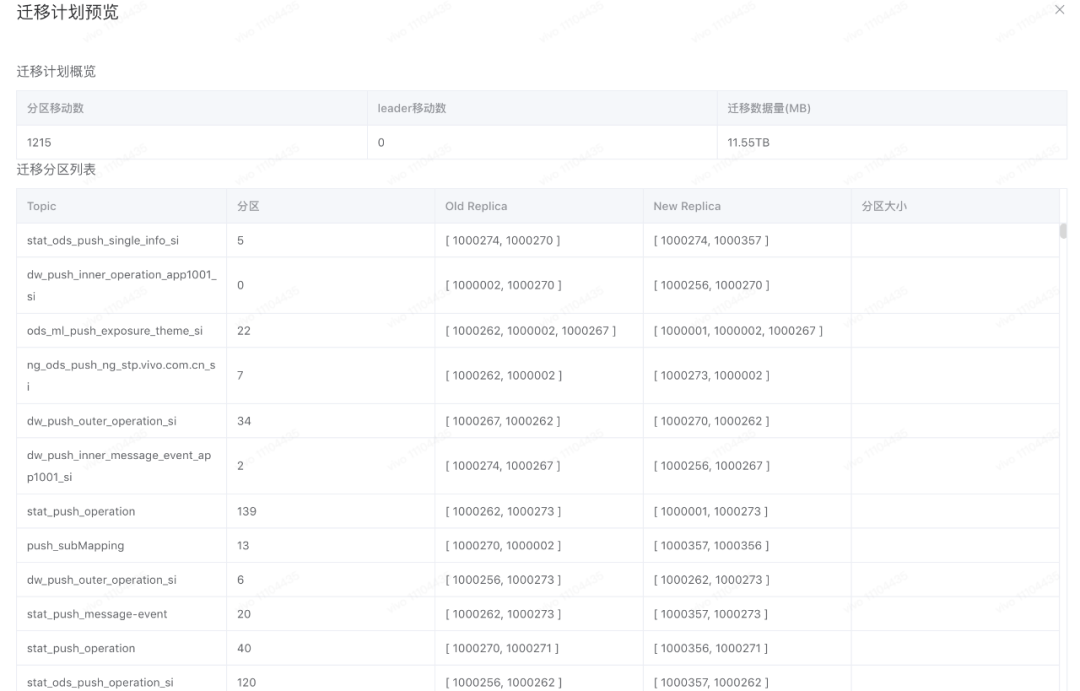 迁移计划预览
迁移计划概览
分区移动数 leader移动数 迁移数据量(MB)
1215 0 11.55TB
迁移分区列表
Topic 分区 Old Replica New Replica 分区大小
stat_ods_push_single_info_si 5 [ 1000274, 1000270 ] [ 1000274, 1000357 ]
dw_push_inner_operation_app1001_
si 0 [ 1000002, 1000270 ] [ 1000256, 1000270 ]
ods_ml_push_exposure_theme_si 22 [ 1000262, 1000002, 1000267 ] [ 1000001, 1000002, 1000267 ]
ng_ods_push_ng_stp.vivo.com.cn_s
i 7 [ 1000262, 1000002 ] [ 1000273, 1000002 ]
dw_push_outer_operation_si 34 [ 1000267, 1000262 ] [ 1000270, 1000262 ]
dw_push_inner_message_event_ap
p1001_si 2 [ 1000274, 1000267 ] [ 1000256, 1000267 ]
stat_push_operation 139 [ 1000262, 1000273 ] [ 1000001, 1000273 ]
push_subMapping 13 [ 1000270, 1000002 ] [ 1000357, 1000356 ]
dw_push_outer_operation_si 6 [ 1000256, 1000273 ] [ 1000262, 1000273 ]
stat_push_message-event 20 [ 1000262, 1000273 ] [ 1000357, 1000273 ]
stat_push_operation 40 [ 1000270, 1000271 ] [ 1000356, 1000271 ]
stat_ods_push_operation_si 120 [ 1000256, 1000262 ] [ 1000357, 1000262 ]